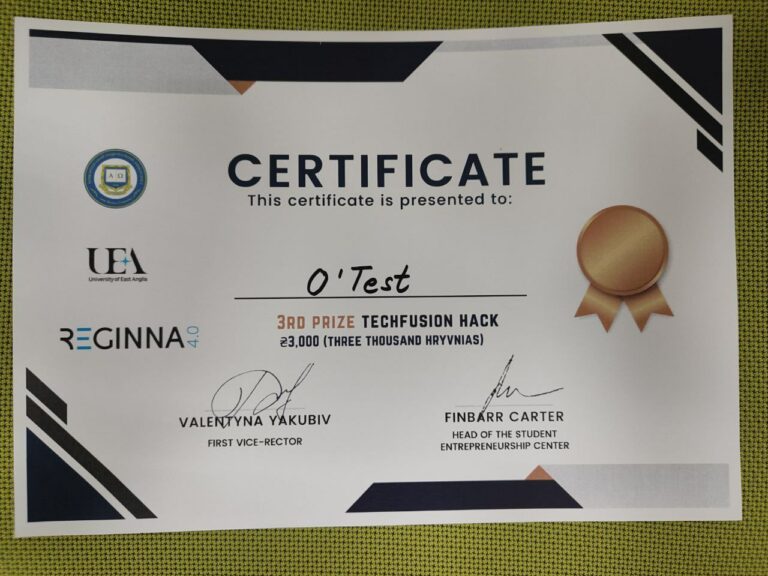 CERTIFICATE
This certificate is presented to:
Α Ω
UEA
University of East Anglia
O'Test
REGINNA 4.0
3RD PRIZE TECHFUSION HACK
₴3,000 (THREE THOUSAND HRYVNIAS)
VALENTYNA YAKUBIV
FIRST VICE-RECTOR
FINBARR CARTER
HEAD OF THE STUDENT
ENTREPRENEURSHIP CENTER